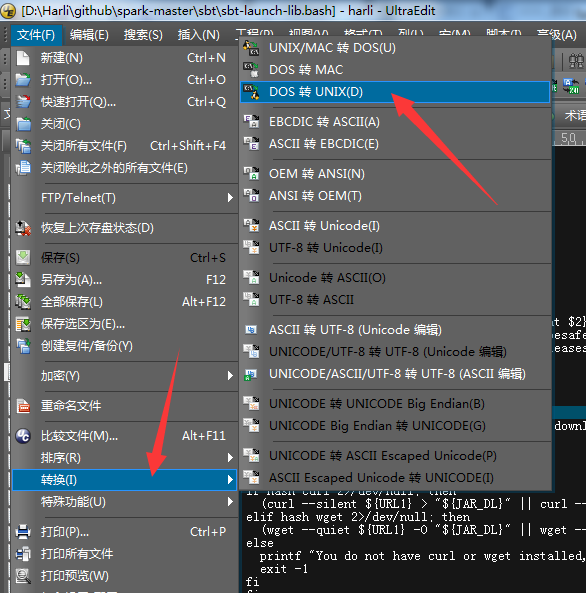 [D:\Harli\github\spark-master\sbt\sbt-launch-lib.bash] - harli - UltraEdit
文件(F) 编辑(E) 搜索(S) 插入(N)
新建(N) Ctrl+N
打开(O)... Ctrl+O
快速打开(Q)... Ctrl+Q
关闭(C)
关闭所有文件(F) Ctrl+Shift+F4
关闭除此之外的所有文件(E)
FTP/Telnet(T)
恢复上次存盘状态(D)
保存(S) Ctrl+S
另存为(A)... F12
全部保存(L) Alt+F12
保存选区为(E)...
创建复件/备份(Y)
加密(Y)
重命名文件
比较文件(M)... Alt+F11
排序(R)
转换(I)
特殊功能(U)
打印(P)... Ctrl+P
打印所有文件
打印预览(W)
UNIX/MAC 转 DOS(U)
DOS 转 MAC
DOS 转 UNIX(D)
EBCDIC 转 ASCII(A)
ASCII 转 EBCDIC(E)
OEM 转 ANSI(N)
ANSI 转 OEM(T)
ASCII 转 Unicode(I)
UTF-8 转 Unicode(I)
Unicode 转 ASCII(O)
UTF-8 转 ASCII
ASCII 转 UTF-8 (Unicode 编辑)
UNICODE/UTF-8 转 UTF-8 (Unicode 编辑)
UNICODE/ASCII/UTF-8 转 UTF-8 (ASCII 编辑)
UNICODE 转 UNICODE Big Endian(B)
UNICODE Big Endian 转 UNICODE(G)
UNICODE 转 ASCII Escaped Unicode(P)
ASCII Escaped Unicode 转 UNICODE(I)
术语
5,0
$2}
(curl --silent ${URL1} > "${JAR_DL}" || curl --
elif hash wget 2>/dev/null; then
(wget --quiet ${URL1} -O "${JAR_DL}" || wget --
else
printf "You do not have curl or wget installed,
exit -1
fi